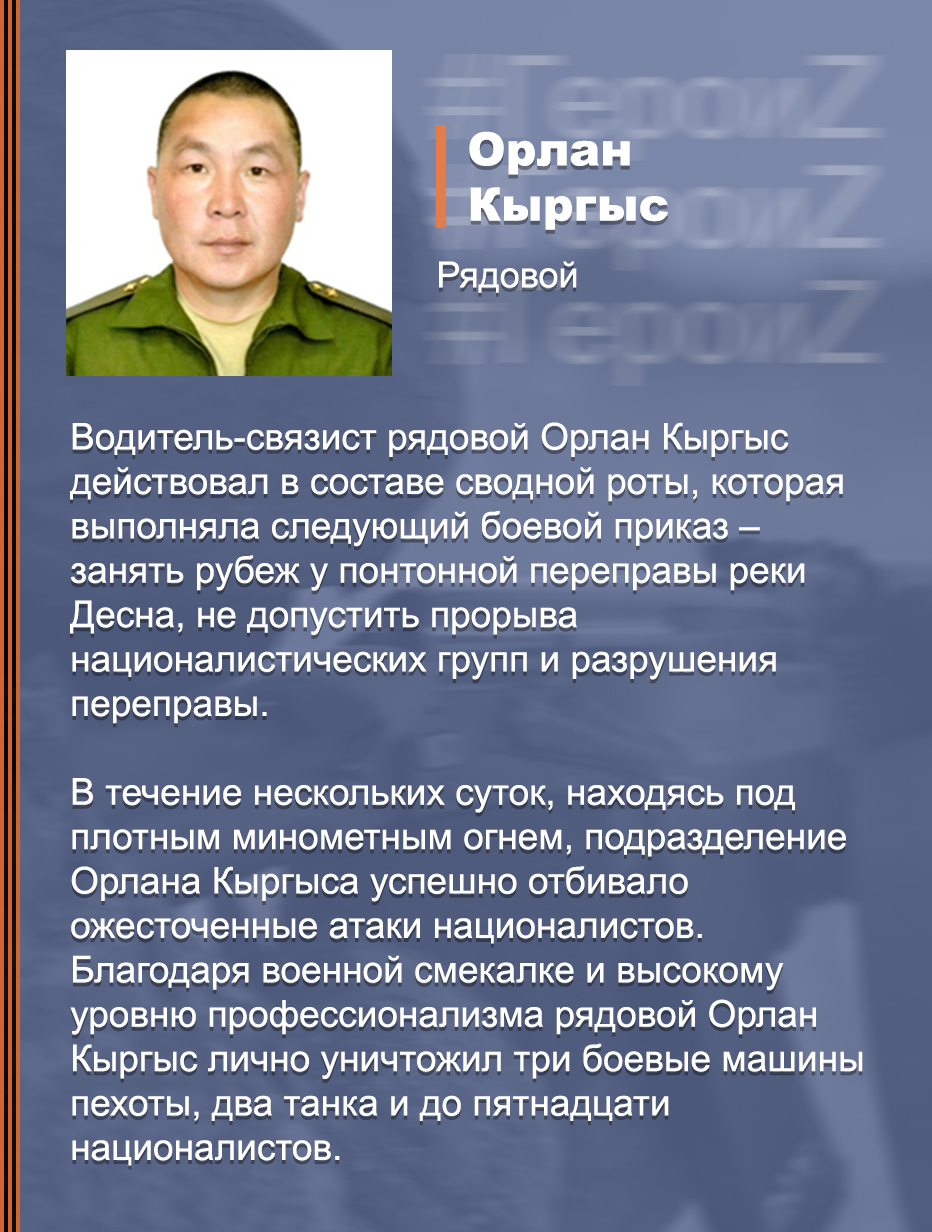 #ГероиZ
#ГероиZ
#ГероиZ
Орлан
Кыргыс
Рядовой
Водитель-связист рядовой Орлан Кыргыс
действовал в составе сводной роты, которая
выполняла следующий боевой приказ –
занять рубеж у понтонной переправы реки
Десна, не допустить прорыва
националистических групп и разрушения
переправы.
В течение нескольких суток, находясь под
плотным минометным огнем, подразделение
Орлана Кыргыса успешно отбивало
ожесточенные атаки националистов.
Благодаря военной смекалке и высокому
уровню профессионализма рядовой Орлан
Кыргыс лично уничтожил три боевые машины
пехоты, два танка и до пятнадцати
националистов.